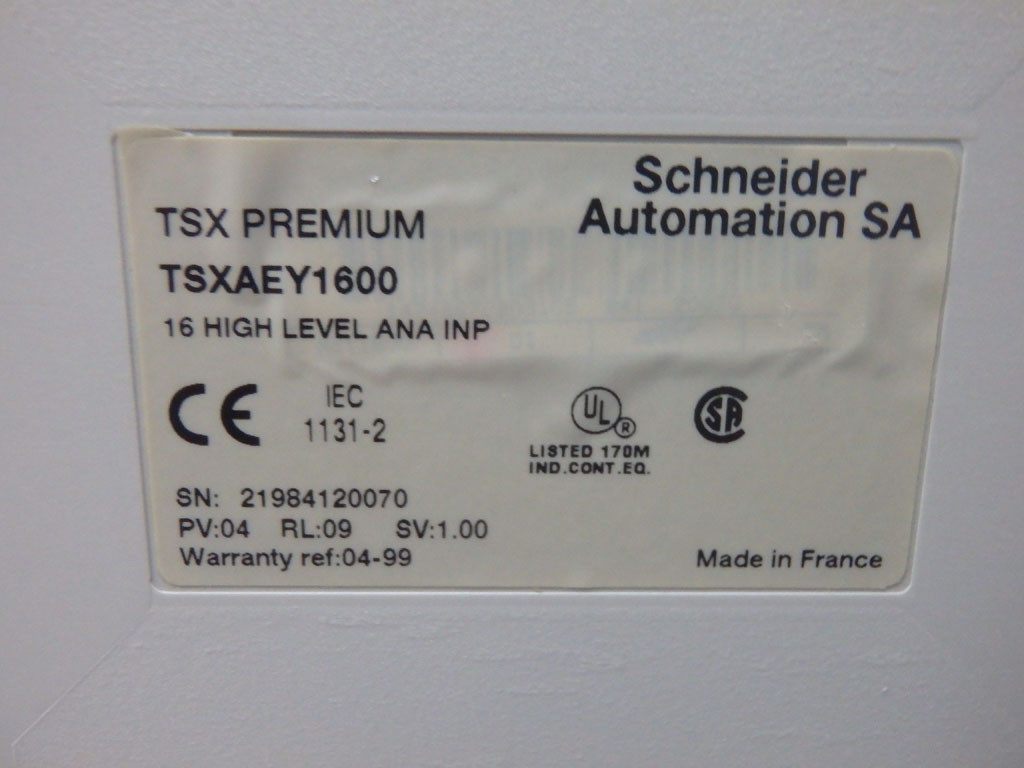 Schneider
Automation SA
TSX PREMIUM
TSXAEY1600
16 HIGH LEVEL ANA INP
CE
IEC
1131-2
UL
R
LISTED 170M
IND.CONT.EQ.
SA
SN: 21984120070
PV:04 RL:09 SV:1.00
Warranty ref:04-99
Made in France